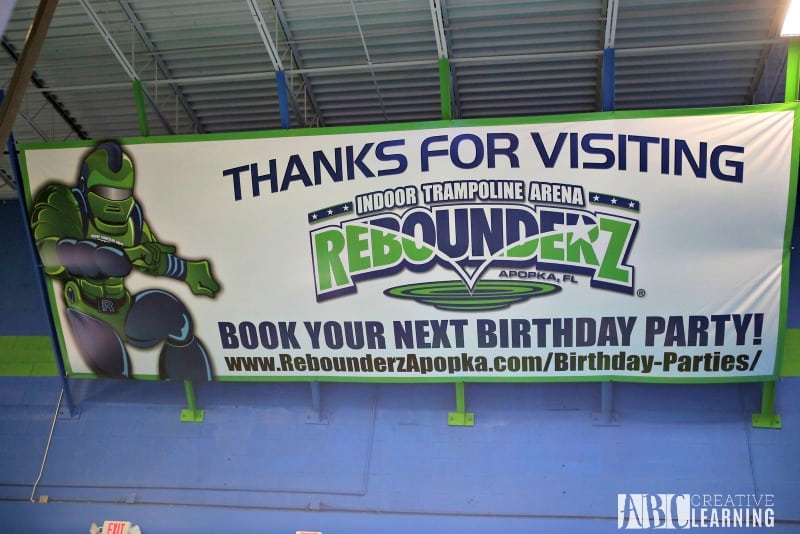 THANKS FOR VISITING
INDOOR TRAMPOLINE ARENA
REBOUNDERZ®
APOPKA, FL
BOOK YOUR NEXT BIRTHDAY PARTY!
www.RebounderzApopka.com/Birthday-Parties/
R
EXIT
ABC CREATIVE
LEARNING